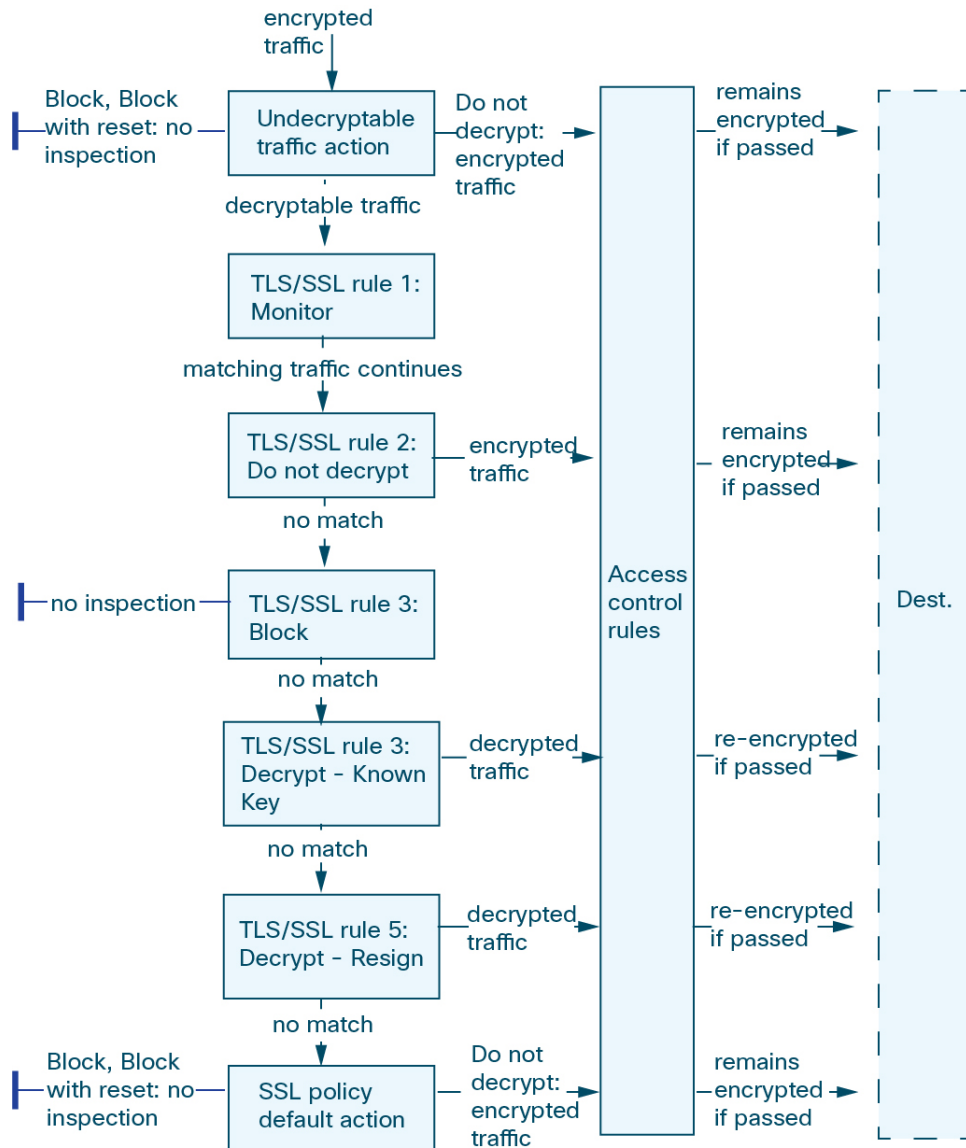 encrypted
traffic
Block, Block
with reset: no
inspection
Undecryptable
traffic action
Do not
decrypt:
encrypted
traffic
remains
encrypted
if passed
decryptable traffic
TLS/SSL rule 1:
Monitor
matching traffic continues
TLS/SSL rule 2:
Do not decrypt
encrypted
traffic
remains
encrypted
if passed
no match
no inspection
TLS/SSL rule 3:
Block
Access
control
rules
Dest.
no match
TLS/SSL rule 3:
Decrypt - Known
Key
decrypted
traffic
re-encrypted
if passed
no match
TLS/SSL rule 5:
Decrypt - Resign
decrypted
traffic
re-encrypted
if passed
no match
Block, Block
with reset: no
inspection
SSL policy
default action
Do not
decrypt:
encrypted
traffic
remains
encrypted
if passed